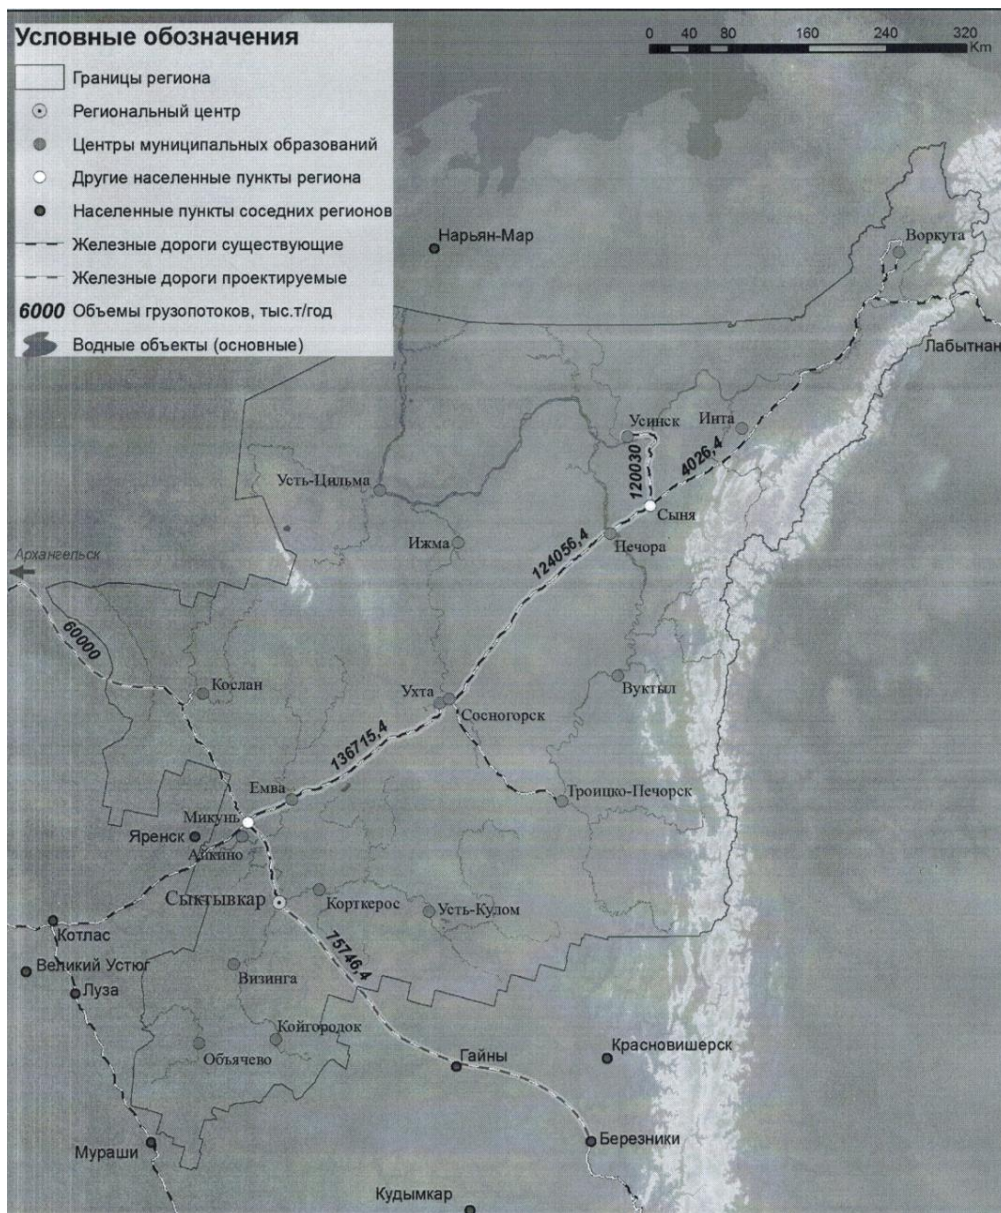 Условные обозначения
Границы региона
Региональный центр
Центры муниципальных образований
Другие населенные пункты региона
Населенные пункты соседних регионов
Железные дороги существующие
Железные дороги проектируемые
6000 Объемы грузопотоков, тыс.т/год
Водные объекты (основные)
0 40 80 160 240 320
Km
Нарьян-Мар
Воркута
Лабытнан
Усинск
Инта
120030
4026,4
Усть-Цильма
Сыня
Ижма
Печора
124056,4
Архангельск
60000
Кослан
Ухта
Вуктыл
Сосногорск
136715,4
Емва
Троицко-Печорск
Микунь
Яренск
Айкино
Сыктывкар
Корткерос
Усть-Кулом
Котлас
75746,4
Великий Устюг
Визинга
Луза
Койгородок
Объячево
Гайны
Красновишерск
Мураши
Березники
Кудымкар